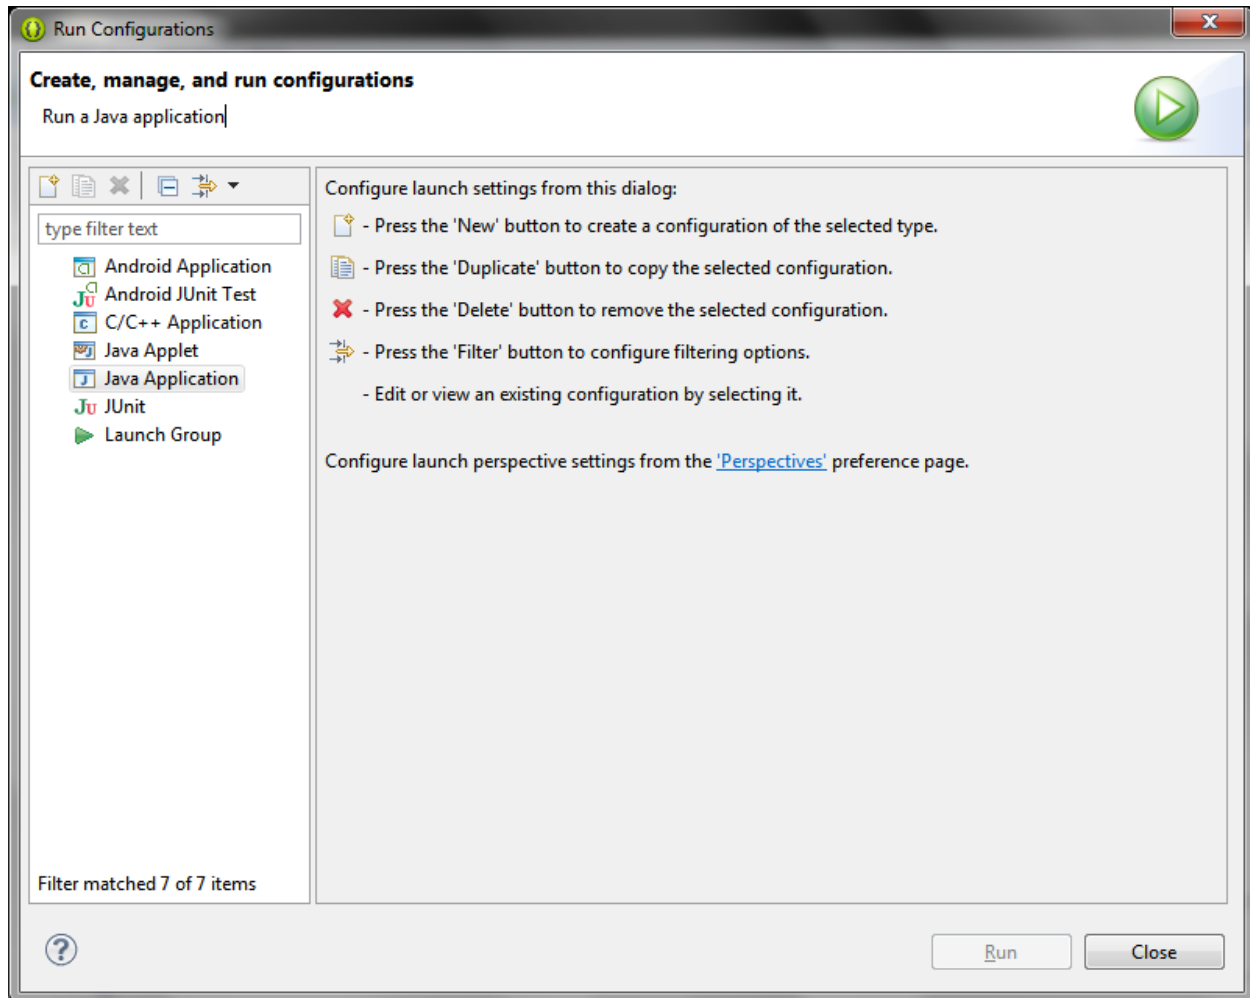 Run Configurations
Create, manage, and run configurations
Run a Java application
type filter text
Android Application
Android JUnit Test
C/C++ Application
Java Applet
Java Application
JUnit
Launch Group
Filter matched 7 of 7 items
Configure launch settings from this dialog:
- Press the 'New' button to create a configuration of the selected type.
- Press the 'Duplicate' button to copy the selected configuration.
- Press the 'Delete' button to remove the selected configuration.
- Press the 'Filter' button to configure filtering options.
- Edit or view an existing configuration by selecting it.
Configure launch perspective settings from the 'Perspectives' preference page.
Run
Close